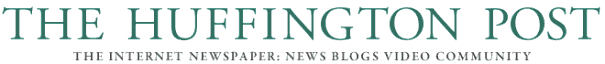 THE HUFFINGTON POST
THE INTERNET NEWSPAPER: NEWS BLOGS VIDEO COMMUNITY